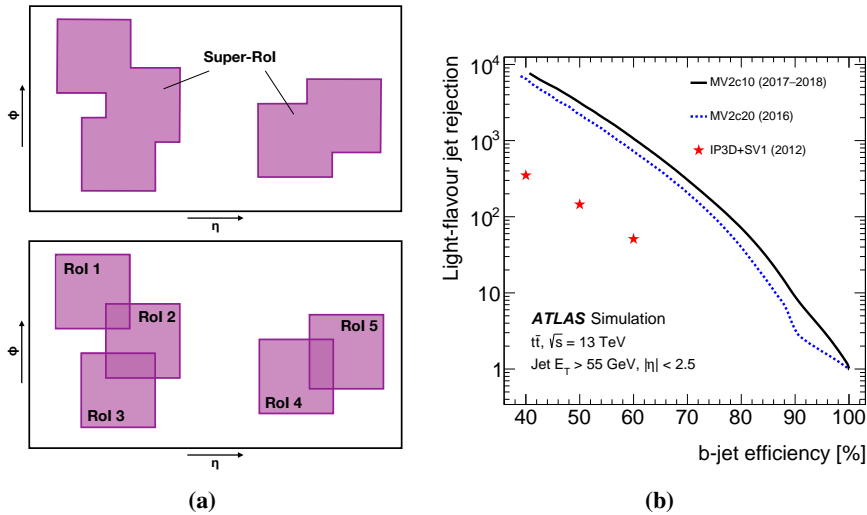 Super-RoI
Φ
η
RoI 1
RoI 2
RoI 3
RoI 5
RoI 4
Φ
η
(a)
Light-flavour jet rejection
10⁴
10³
10²
10
1
MV2c10 (2017–2018)
MV2c20 (2016)
IP3D+SV1 (2012)
ATLAS Simulation
tt̄, √s = 13 TeV
Jet E_T > 55 GeV, |η| < 2.5
40 50 60 70 80 90 100
b-jet efficiency [%]
(b)